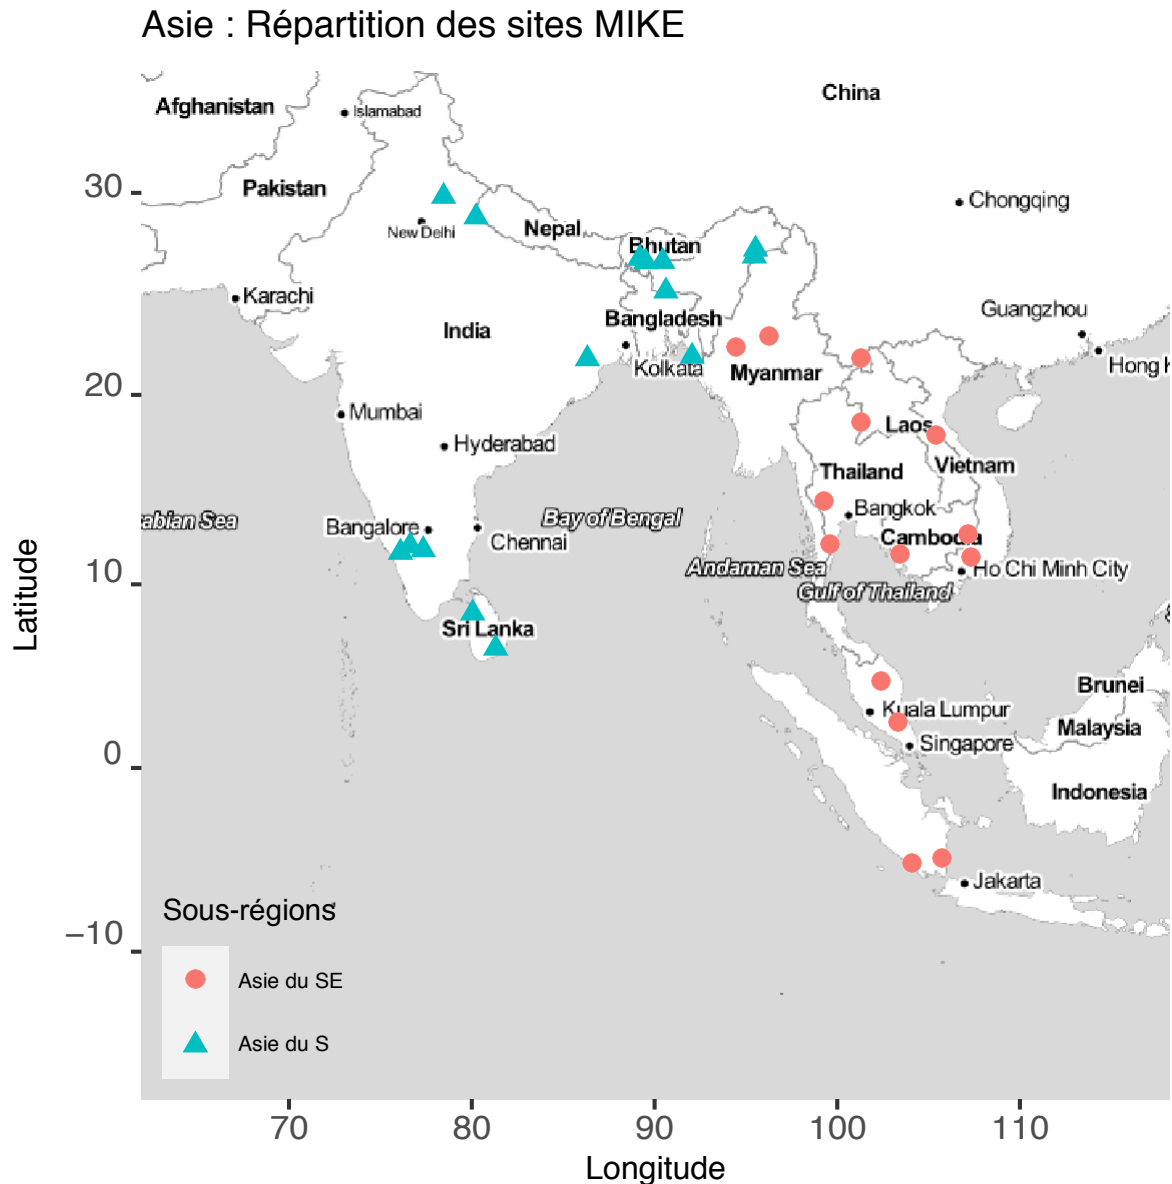 Asie : Répartition des sites MIKE
China
Afghanistan
Islamabad
Pakistan
30
Chongqing
New Delhi
Nepal
Bhutan
Karachi
Guangzhou
India
Bangladesh
Hong K
Kolkata
Myanmar
20
Mumbai
Laos
Hyderabad
Thailand
Vietnam
Bangkok
abian Sea
Bay of Bengal
Bangalore
Chennai
Cambodia
Andaman Sea
Ho Chi Minh City
Gulf of Thailand
10
Latitude
Sri Lanka
Brunei
Kuala Lumpur
Malaysia
Singapore
0
Indonesia
Jakarta
Sous-régions
−10
Asie du SE
Asie du S
70
80
90
100
110
Longitude